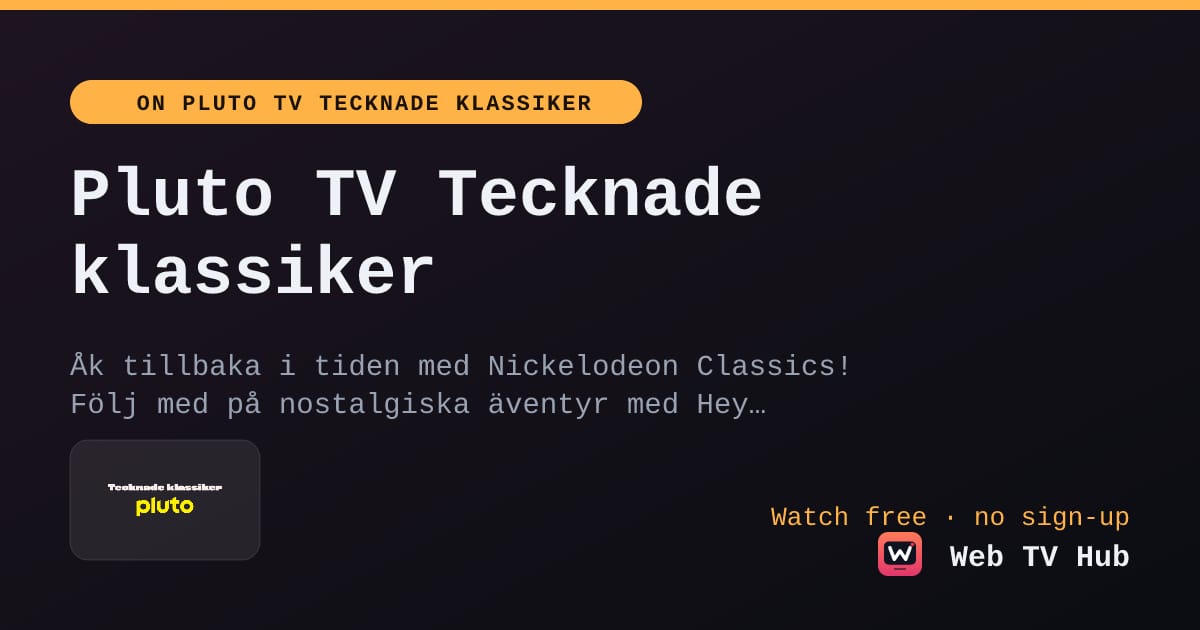 ON PLUTO TV TECKNADE KLASSIKER
Pluto TV Tecknade
klassiker
Åk tillbaka i tiden med Nickelodeon Classics!
Följ med på nostalgiska äventyr med Hey…
Tecknade klassiker
pluto
Watch free · no sign-up
W
Web TV Hub